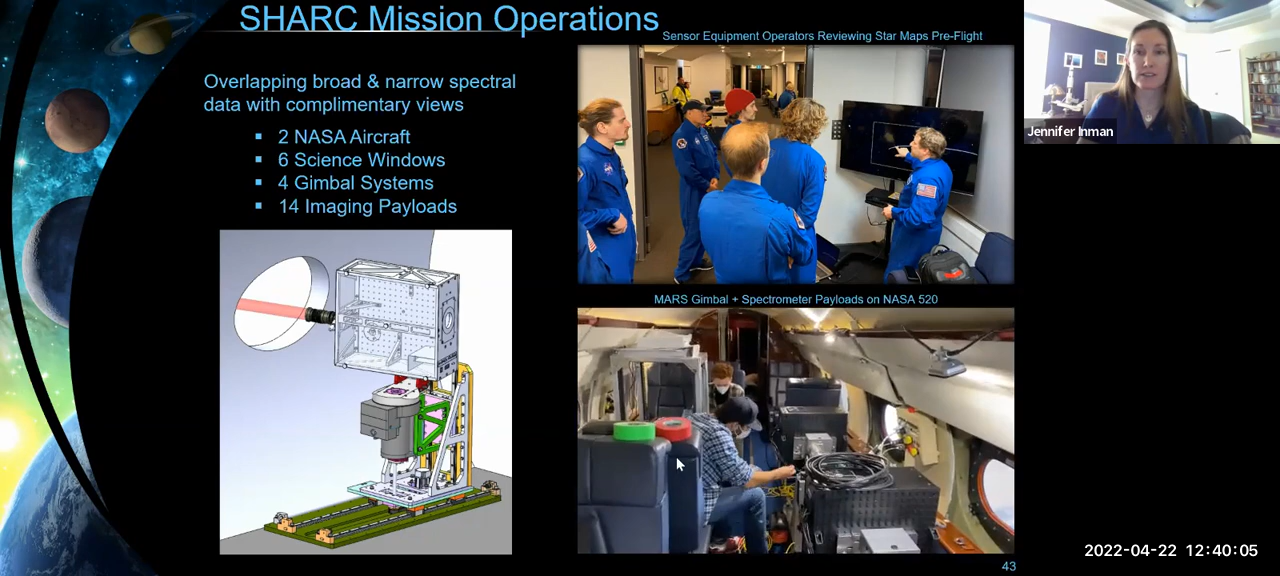 SHARC Mission Operations
Sensor Equipment Operators Reviewing Star Maps Pre-Flight
Jennifer Inman
Overlapping broad & narrow spectral
data with complimentary views
2 NASA Aircraft
6 Science Windows
4 Gimbal Systems
14 Imaging Payloads
MARS Gimbal + Spectrometer Payloads on NASA 520
2022-04-22 12:40:05
43